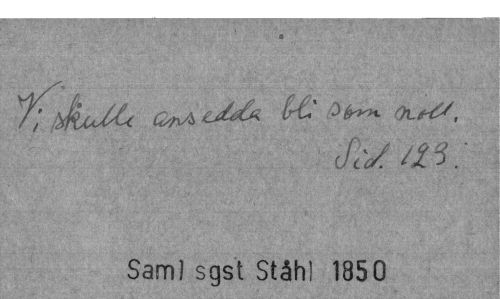 Vi skulle ansedda bli som noll.
Sid. 123.
Saml sgst Ståhl 1850